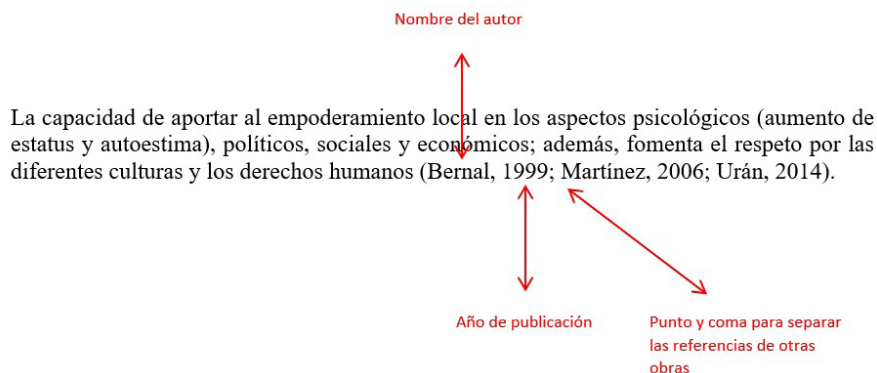 Nombre del autor
La capacidad de aportar al empoderamiento local en los aspectos psicológicos (aumento de
estatus y autoestima), políticos, sociales y económicos; además, fomenta el respeto por las
diferentes culturas y los derechos humanos (Bernal, 1999; Martínez, 2006; Urán, 2014).
Año de publicación
Punto y coma para separar
las referencias de otras
obras